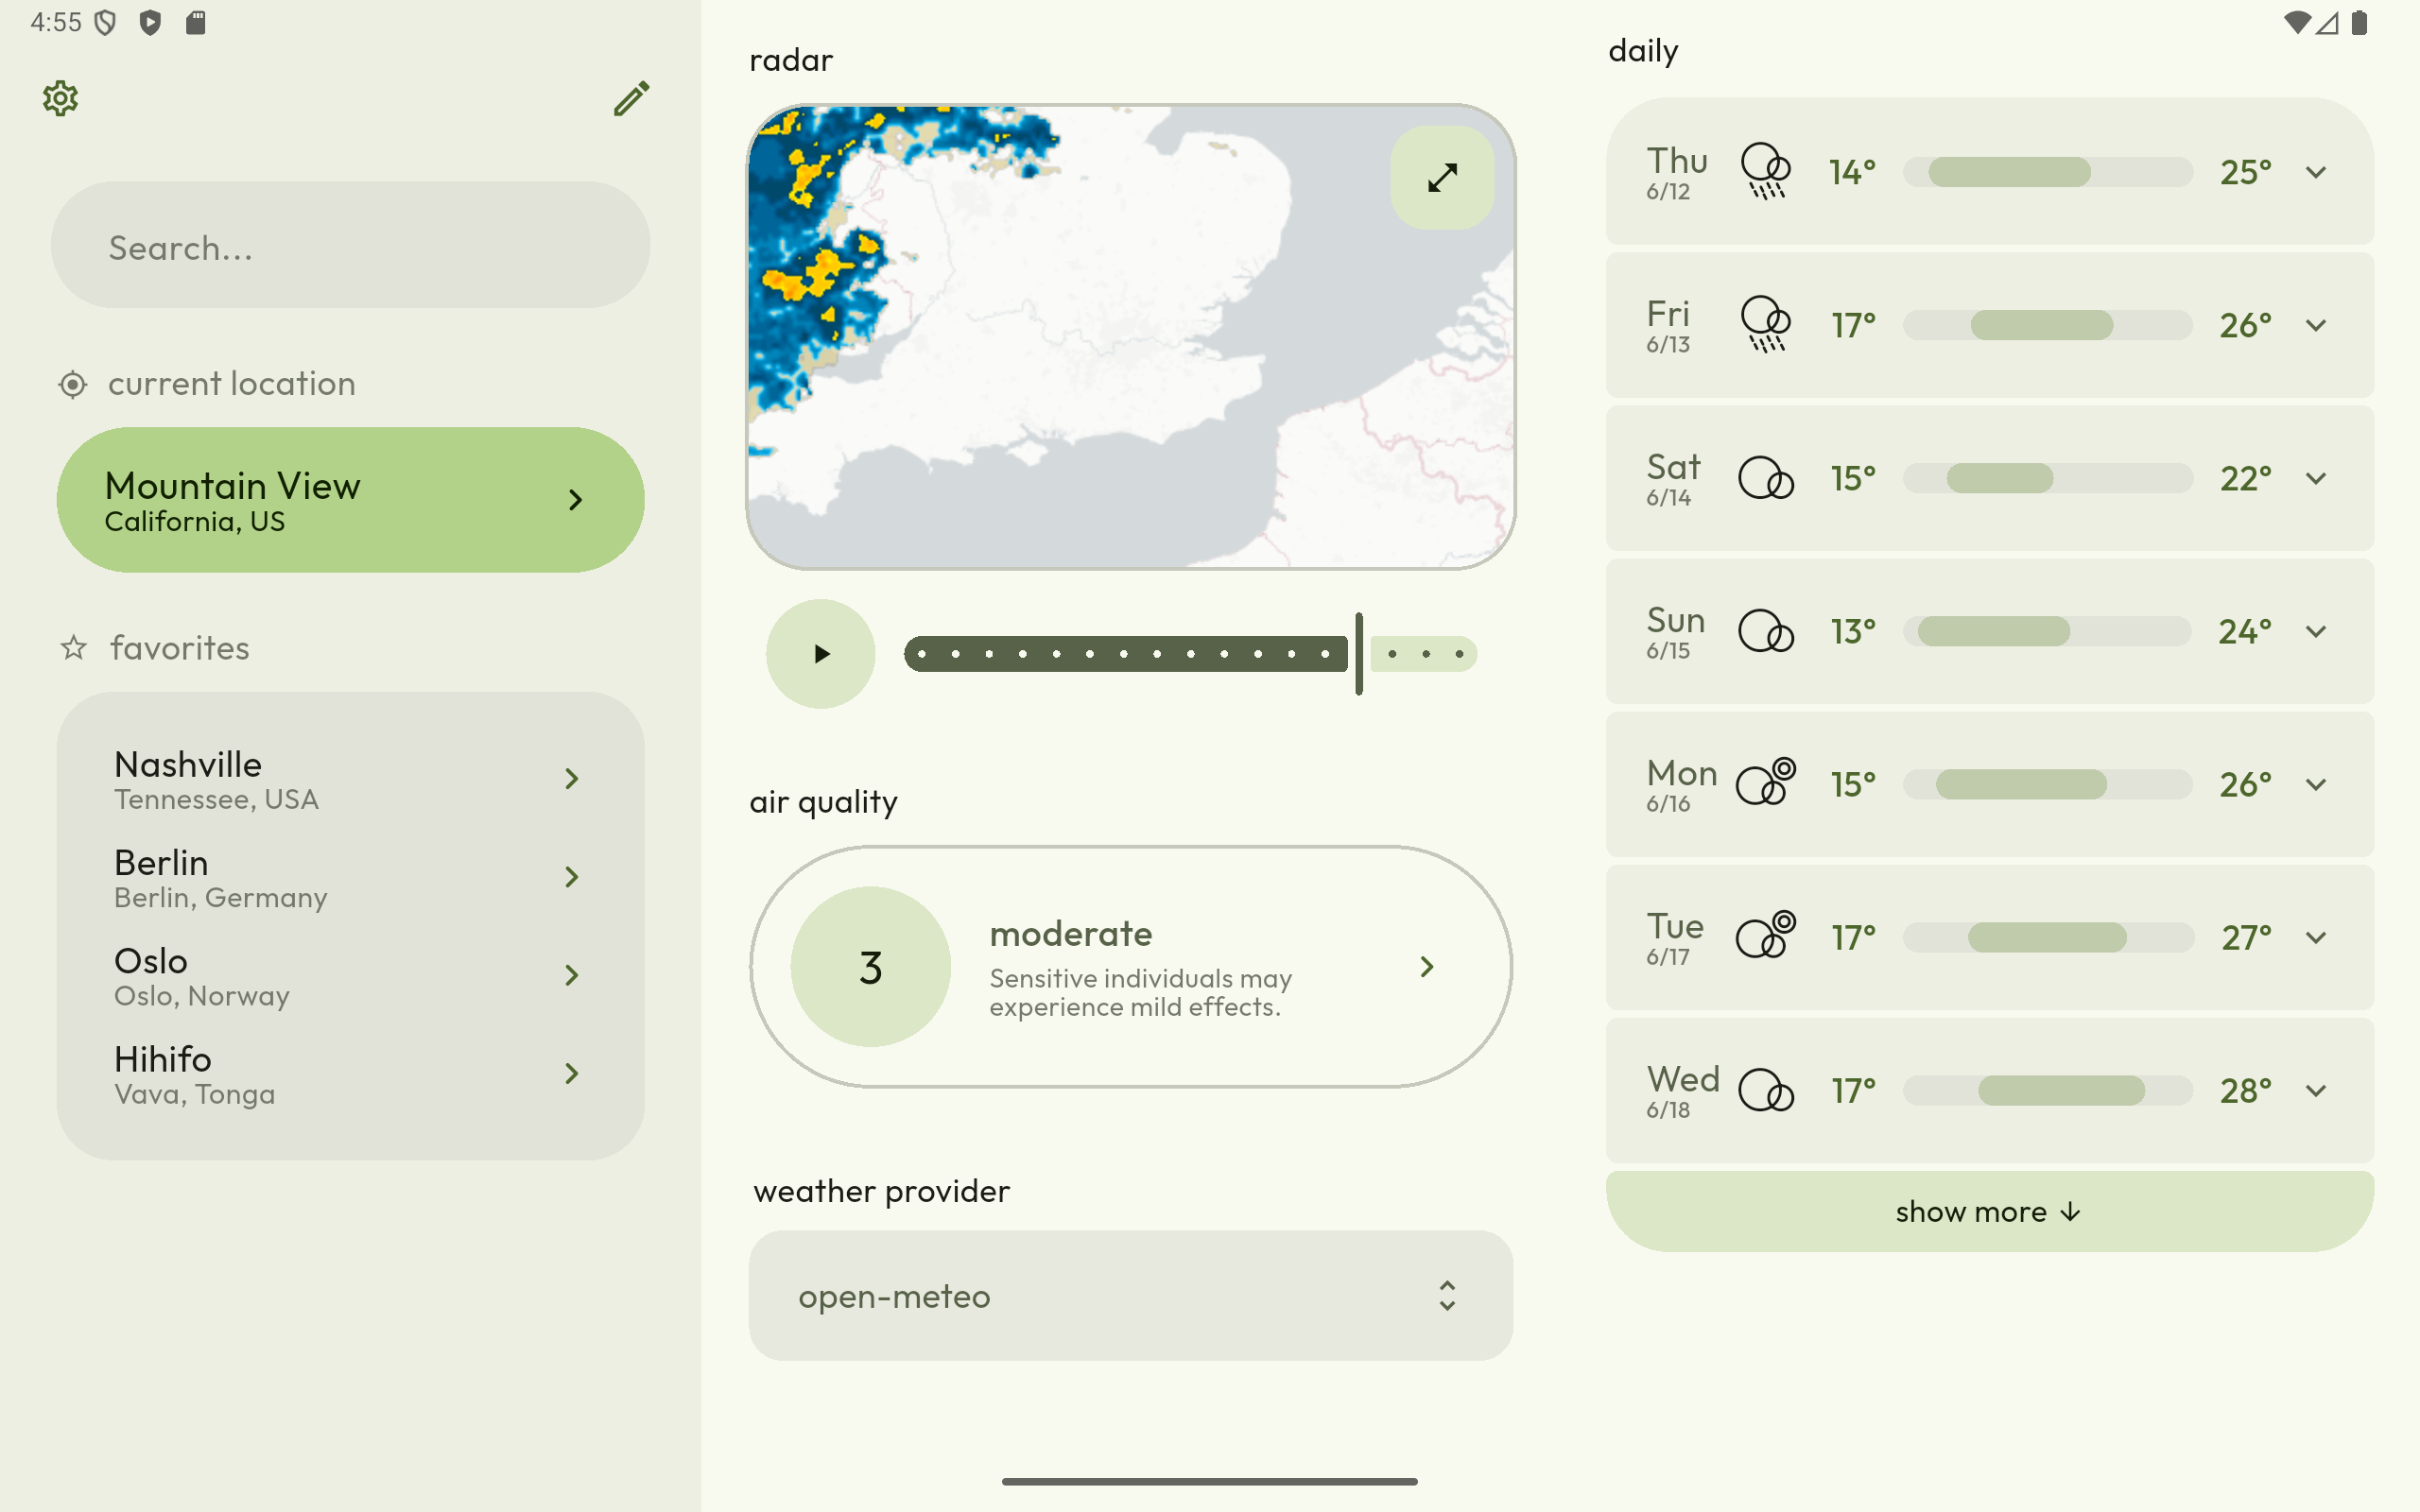 4:55
Search...
current location
Mountain View
California, US
favorites
Nashville
Tennessee, USA
Berlin
Berlin, Germany
Oslo
Oslo, Norway
Hihifo
Vava, Tonga
radar
air quality
3
moderate
Sensitive individuals may
experience mild effects.
weather provider
open-meteo
daily
Thu 14° 25°
6/12
Fri 17° 26°
6/13
Sat 15° 22°
6/14
Sun 13° 24°
6/15
Mon 15° 26°
6/16
Tue 17° 27°
6/17
Wed 17° 28°
6/18
show more ↓